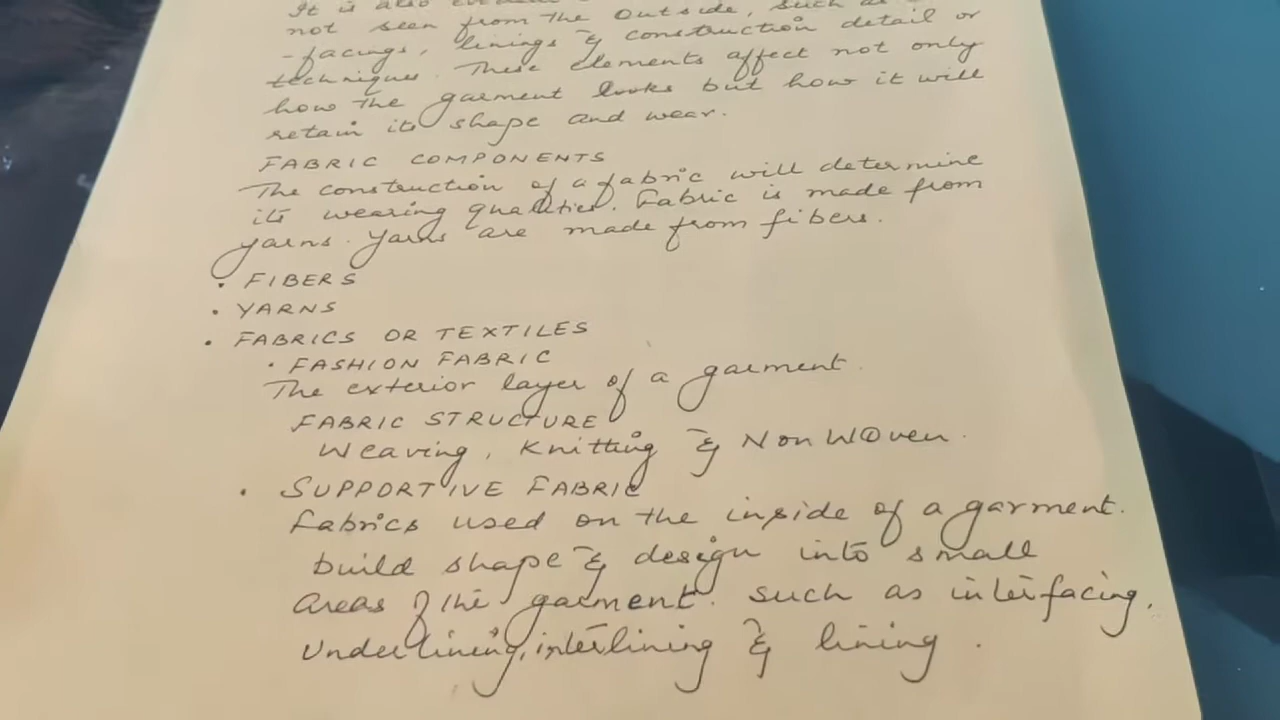 It is also
not seen from the outside, such as
-facings, linings & construction detail or
techniques. These elements affect not only
how the garment looks but how it will
retain its shape and wear.
FABRIC COMPONENTS
The construction of a fabric will determine
its wearing qualities. Fabric is made from
yarns. Yarns are made from fibers.
• FIBERS
• YARNS
• FABRICS OR TEXTILES
• FASHION FABRIC
The exterior layer of a garment.
FABRIC STRUCTURE
Weaving, Knitting & Non Woven.
• SUPPORTIVE FABRIC
Fabrics used on the inside of a garment.
build shape & design into small
areas of the garment. such as interfacing,
underlining, interlining & lining.